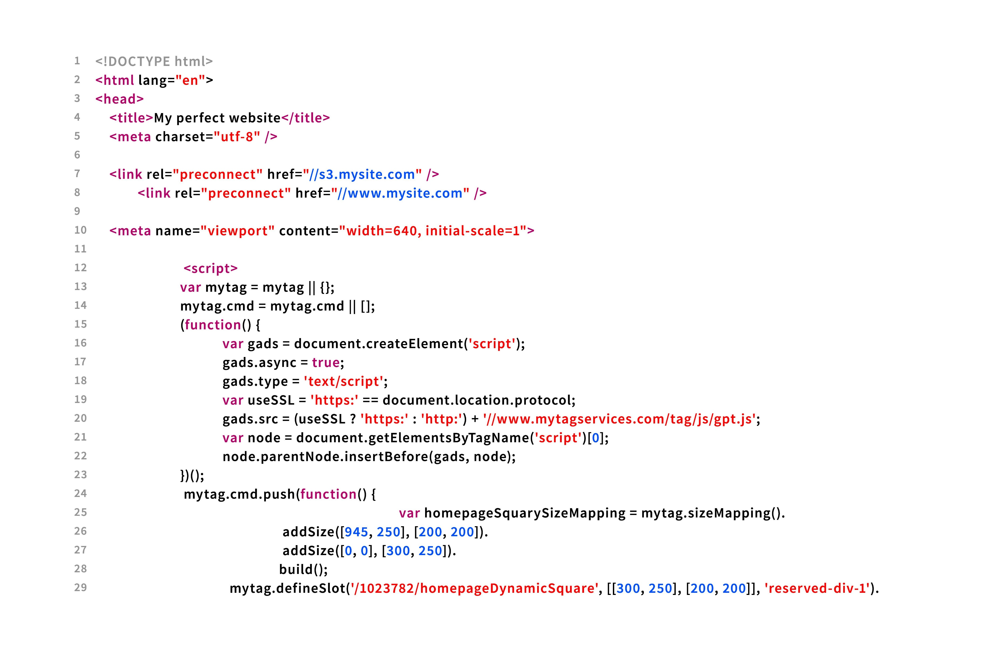 1 <!DOCTYPE html>
2 <html lang="en">
3 <head>
4 <title>My perfect website</title>
5 <meta charset="utf-8" />
6
7 <link rel="preconnect" href="//s3.mysite.com" />
8 <link rel="preconnect" href="//www.mysite.com" />
9
10 <meta name="viewport" content="width=640, initial-scale=1">
11
12 <script>
13 var mytag = mytag || {};
14 mytag.cmd = mytag.cmd || [];
15 (function() {
16 var gads = document.createElement('script');
17 gads.async = true;
18 gads.type = 'text/script';
19 var useSSL = 'https:' == document.location.protocol;
20 gads.src = (useSSL ? 'https:' : 'http:') + '//www.mytagservices.com/tag/js/gpt.js';
21 var node = document.getElementsByTagName('script')[0];
22 node.parentNode.insertBefore(gads, node);
23 })();
24 mytag.cmd.push(function() {
25 var homepageSquarySizeMapping = mytag.sizeMapping().
26 addSize([945, 250], [200, 200]).
27 addSize([0, 0], [300, 250]).
28 build();
29 mytag.defineSlot('/1023782/homepageDynamicSquare', [[300, 250], [200, 200]], 'reserved-div-1').